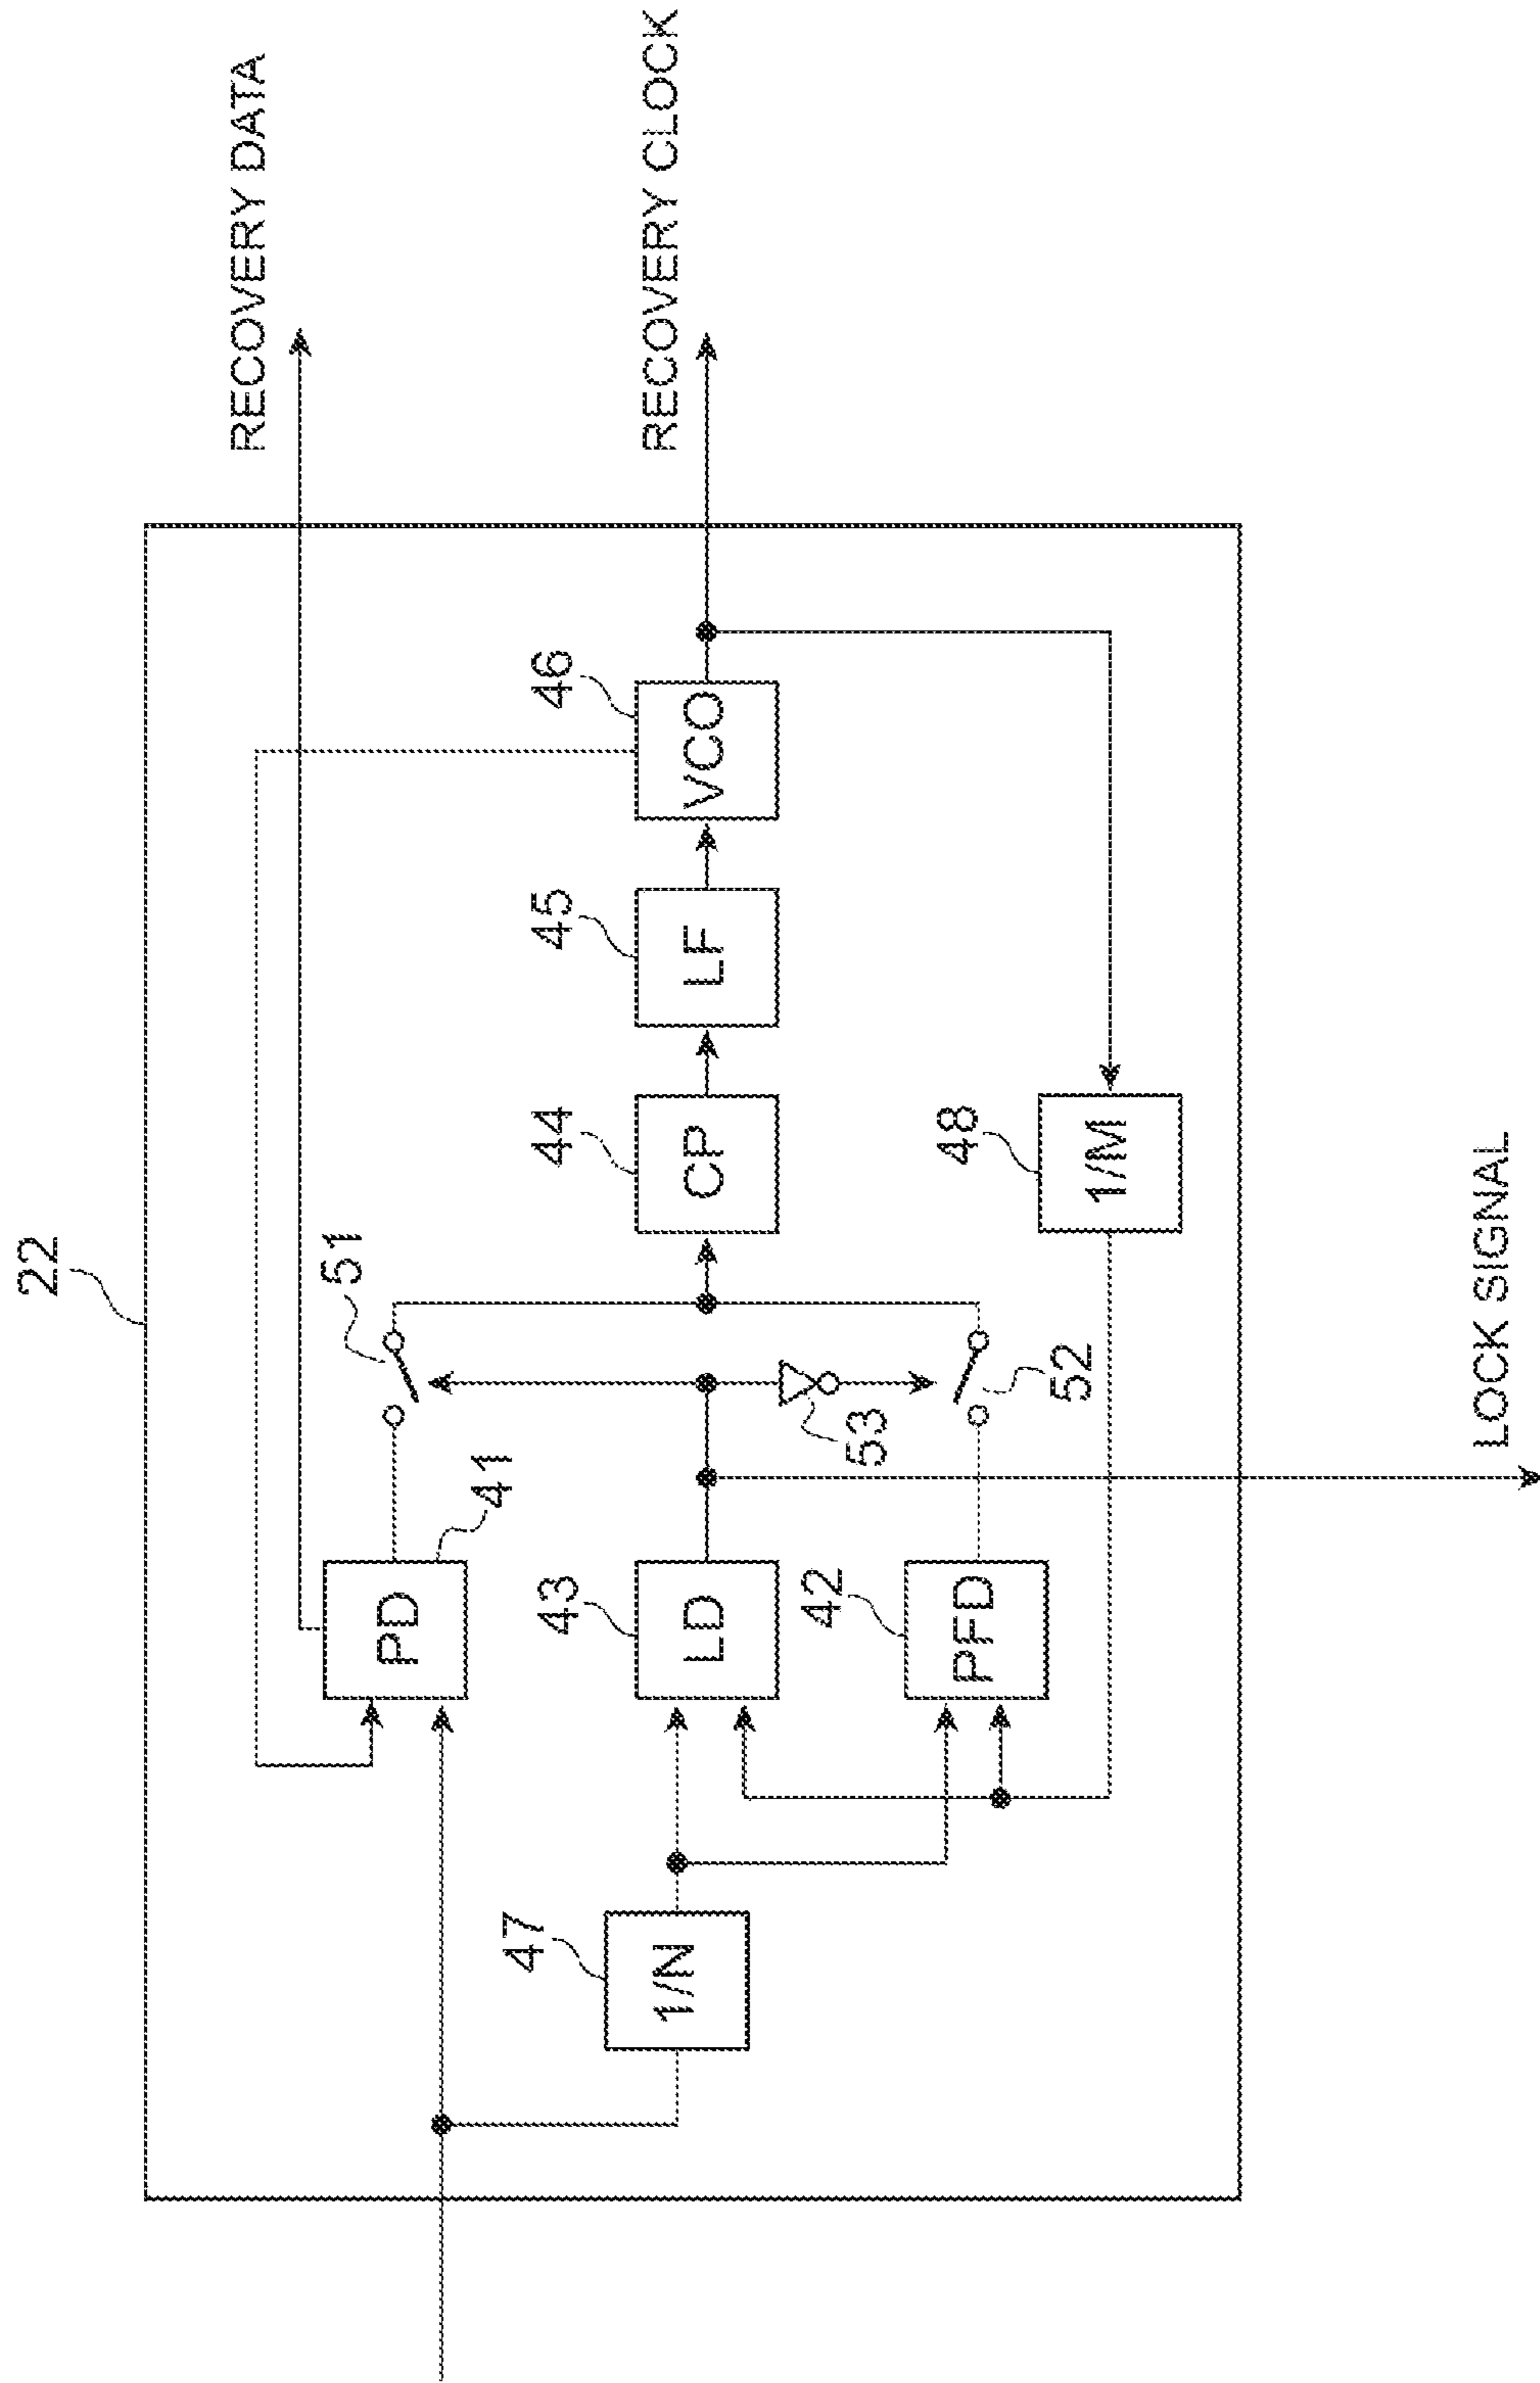 22
RECOVERY DATA
51
41
PD
46
VCO
45
LF
44
CP
RECOVERY CLOCK
43
LD
53
47
1/N
42
PFD
52
48
1/M
LOCK SIGNAL